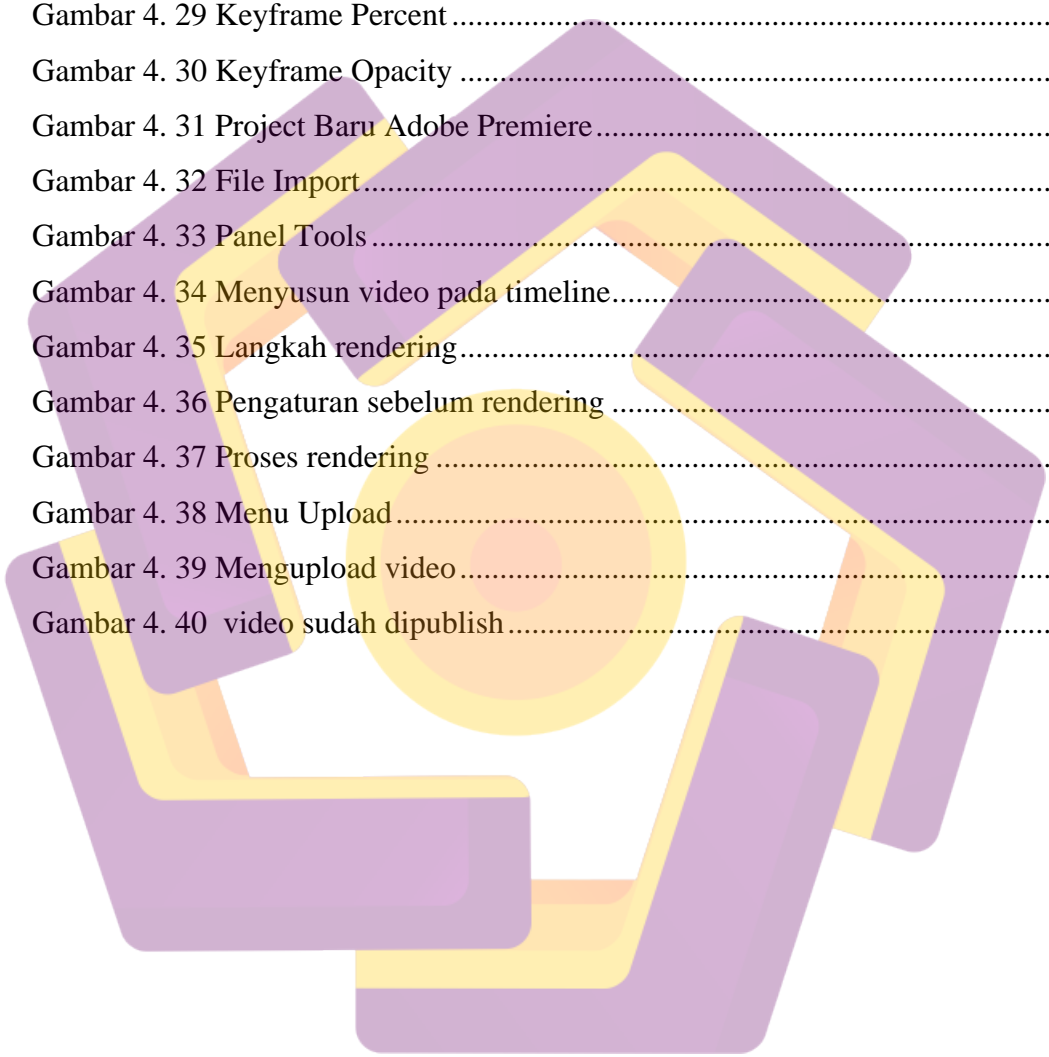 Gambar 4. 29 Keyframe Percent ..........................................................................
Gambar 4. 30 Keyframe Opacity .........................................................................
Gambar 4. 31 Project Baru Adobe Premiere.........................................................
Gambar 4. 32 File Import......................................................................................
Gambar 4. 33 Panel Tools.....................................................................................
Gambar 4. 34 Menyusun video pada timeline.......................................................
Gambar 4. 35 Langkah rendering..........................................................................
Gambar 4. 36 Pengaturan sebelum rendering .......................................................
Gambar 4. 37 Proses rendering .............................................................................
Gambar 4. 38 Menu Upload..................................................................................
Gambar 4. 39 Mengupload video..........................................................................
Gambar 4. 40  video sudah dipublish....................................................................